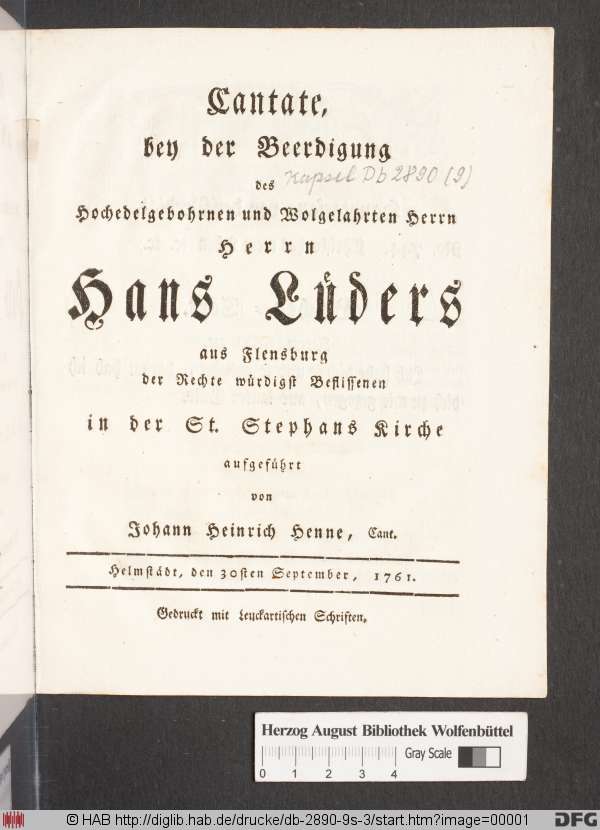 Cantate,
bey der Beerdigung
des
Kapsel Db 2890 (9)
Hochedelgebohrnen und Wolgelahrten Herrn
Herrn
Hans Lüders
aus Flensburg
der Rechte würdigst Beflissenen
in der St. Stephans Kirche
aufgeführt
von
Johann Heinrich Henne, Cant.
Helmstädt, den 30sten September, 1761.
Gedruckt mit Leuckartischen Schriften.
Herzog August Bibliothek Wolfenbüttel
Gray Scale
0 1 2 3 4
© HAB http://diglib.hab.de/drucke/db-2890-9s-3/start.htm?image=00001
DFG